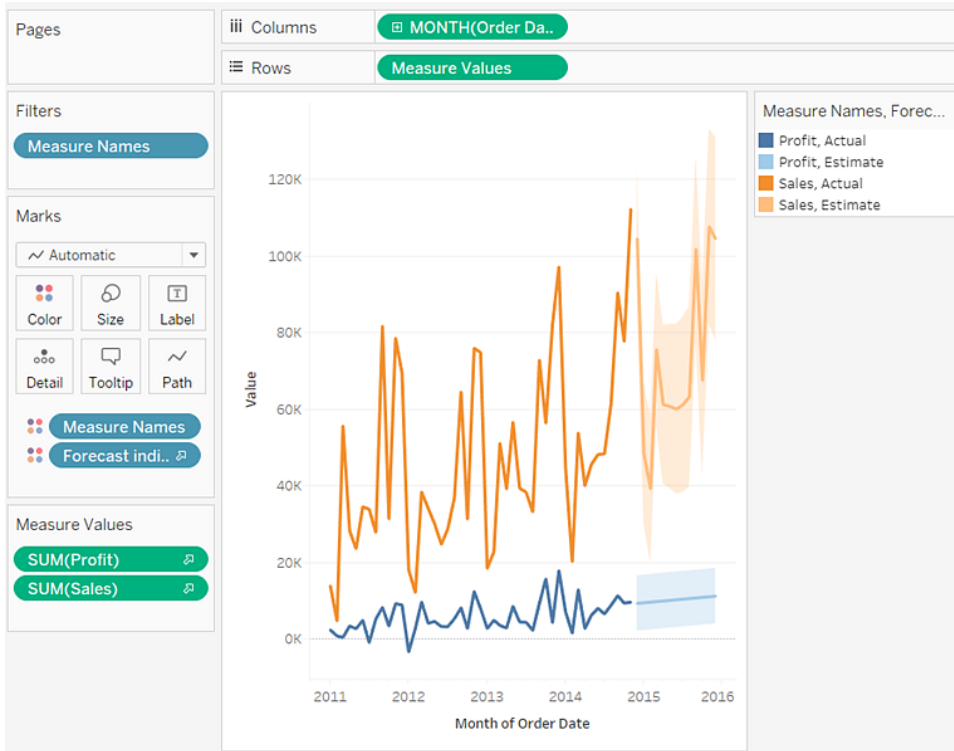 Pages
Columns
MONTH(Order Da..
Rows
Measure Values
Filters
Measure Names
Marks
Automatic
Color
Size
Label
Detail
Tooltip
Path
Measure Names
Forecast indi..
Measure Values
SUM(Profit)
SUM(Sales)
Value
120K
100K
80K
60K
40K
20K
0K
2011
2012
2013
2014
2015
2016
Month of Order Date
Measure Names, Forec...
Profit, Actual
Profit, Estimate
Sales, Actual
Sales, Estimate